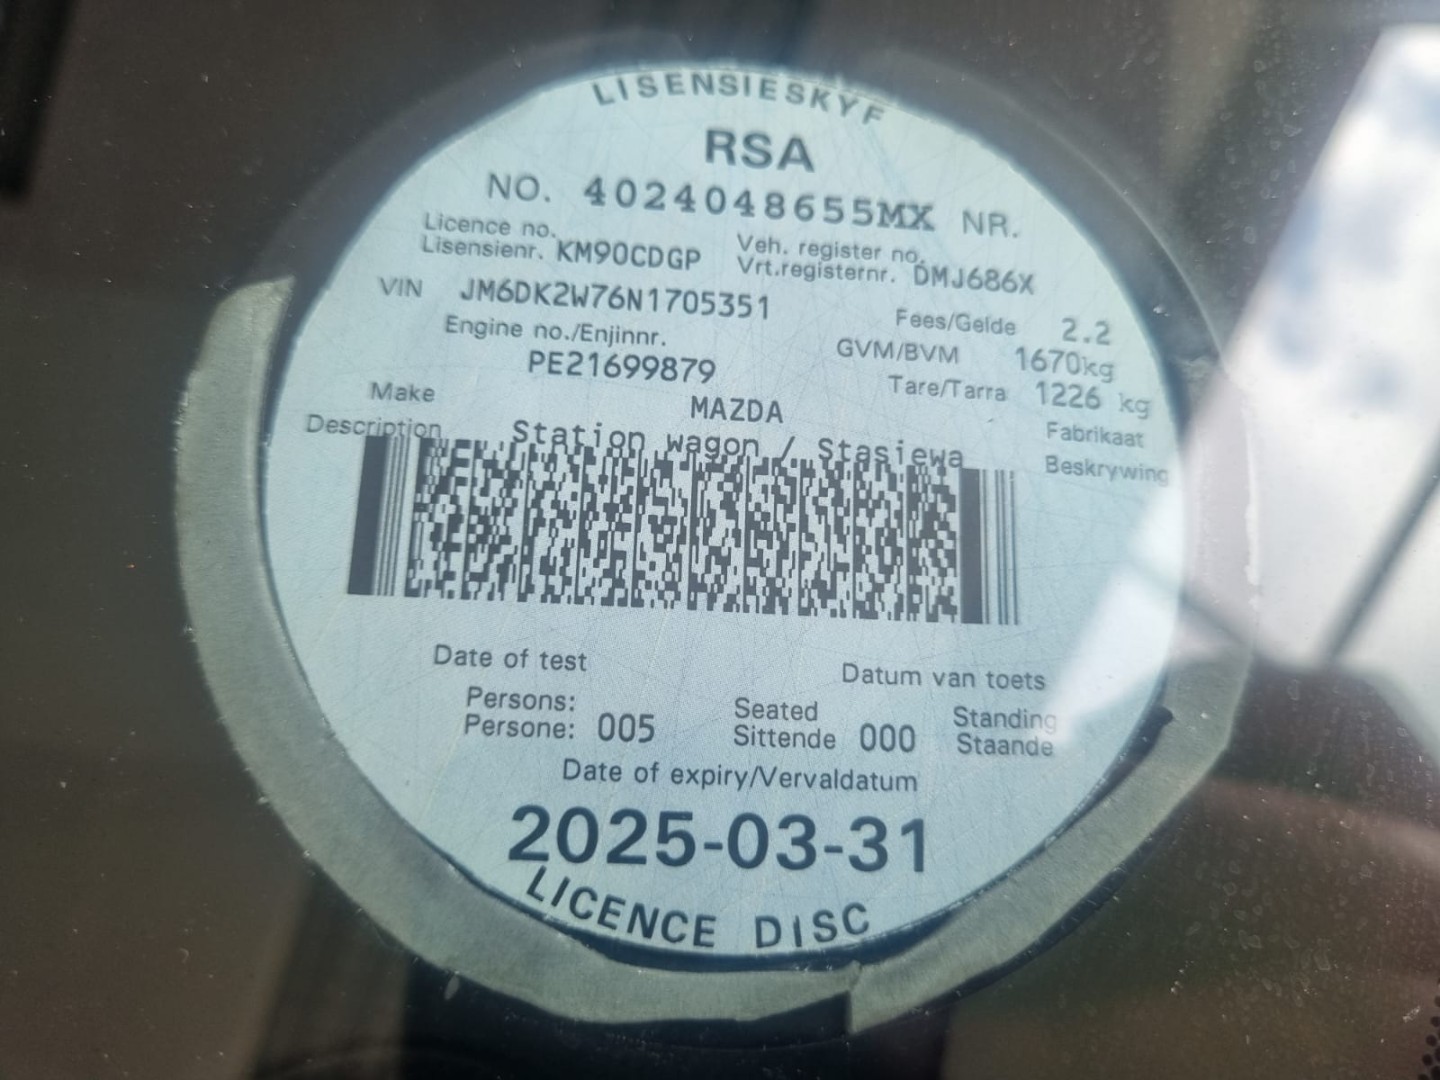 LISENSIESKYF
RSA
NO. 4024048655MX NR.
Licence no.
Lisensienr. KM90CDGP
Veh. register no.
Vrt.registernr. DMJ686X
VIN JM6DK2W76N1705351
Fees/Gelde 2.2
Engine no./Enjinnr.
PE21699879
GVM/BVM 1670kg
Tare/Tarra 1226 kg
Make MAZDA Fabrikaat
Description Station wagon / Stasiewa Beskrywing
Date of test Datum van toets
Persons: Seated Standing
Persone: 005 Sittende 000 Staande
Date of expiry/Vervaldatum
2025-03-31
LICENCE DISC